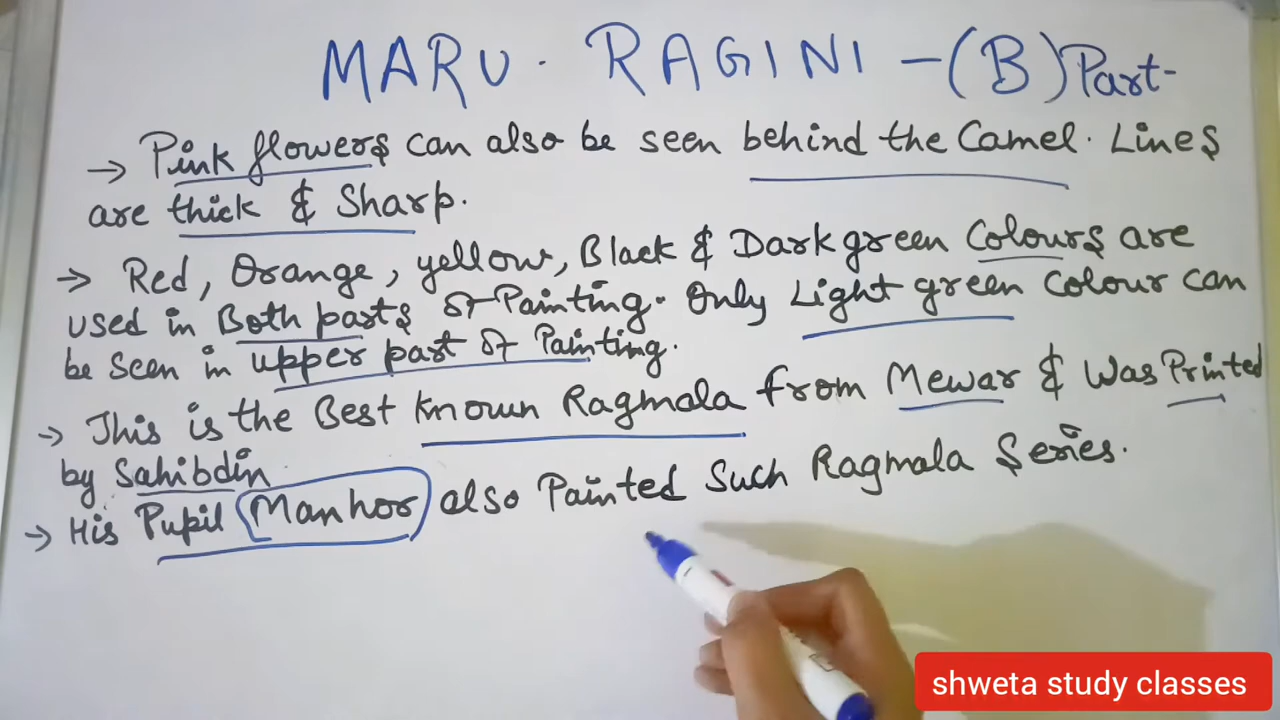 MARU. RAGINI - (B) Part-
→ Pink flowers can also be seen behind the Camel. Lines
are thick & Sharp.
→ Red, Orange, yellow, Black & Dark green Colours are
used in Both parts of Painting. Only Light green Colour can
be seen in upper part of Painting.
→ This is the Best Known Ragmala from Mewar & Was Printed
by Sahibdin
→ His Pupil (Manhor) also Painted Such Ragmala Series.
shweta study classes